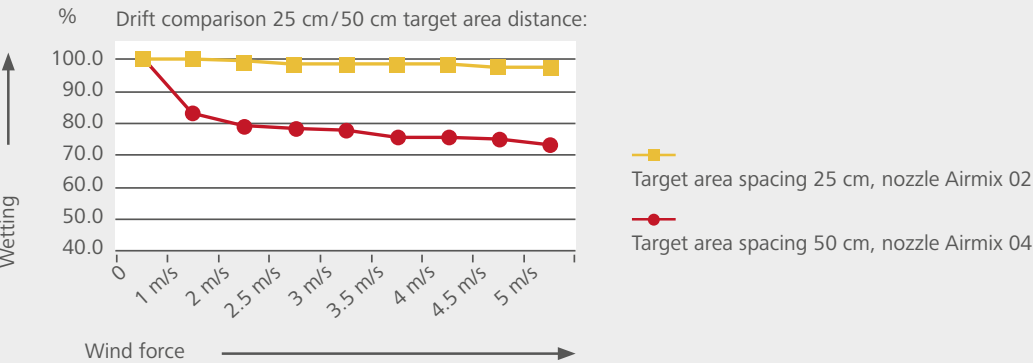 % Drift comparison 25 cm/50 cm target area distance:
100.0
90.0
80.0
70.0
60.0
50.0
40.0
Wetting
0 1 m/s 2 m/s 2.5 m/s 3 m/s 3.5 m/s 4 m/s 4.5 m/s 5 m/s
Wind force
Target area spacing 25 cm, nozzle Airmix 02
Target area spacing 50 cm, nozzle Airmix 04